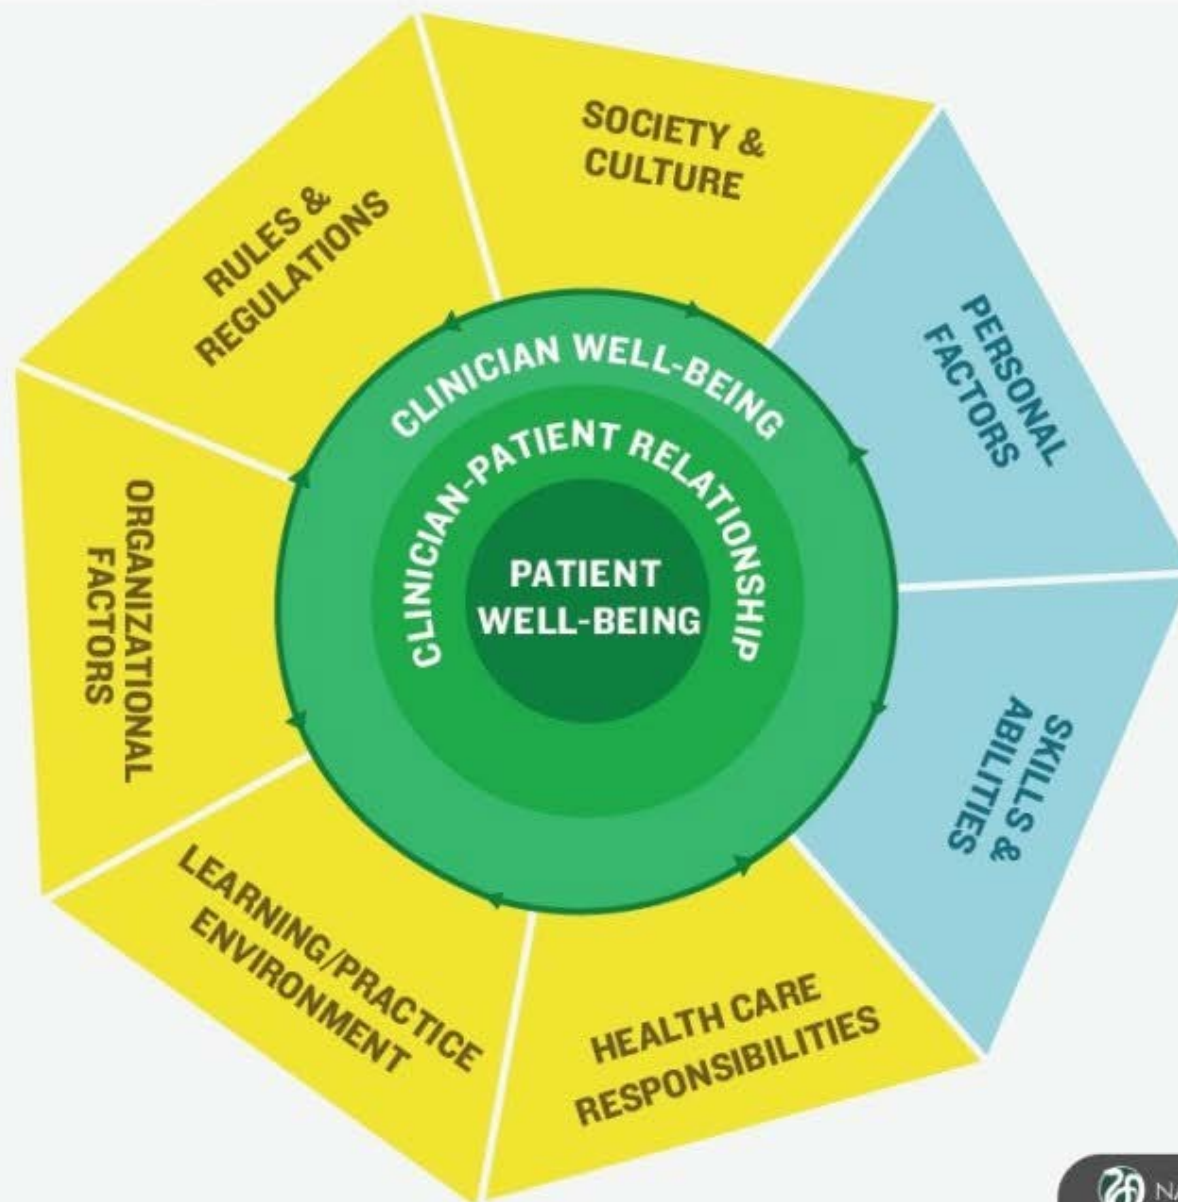 SOCIETY &
CULTURE
PERSONAL
FACTORS
SKILLS &
ABILITIES
HEALTH CARE
RESPONSIBILITIES
LEARNING/PRACTICE
ENVIRONMENT
ORGANIZATIONAL
FACTORS
RULES &
REGULATIONS
CLINICIAN WELL-BEING
CLINICIAN-PATIENT RELATIONSHIP
PATIENT
WELL-BEING